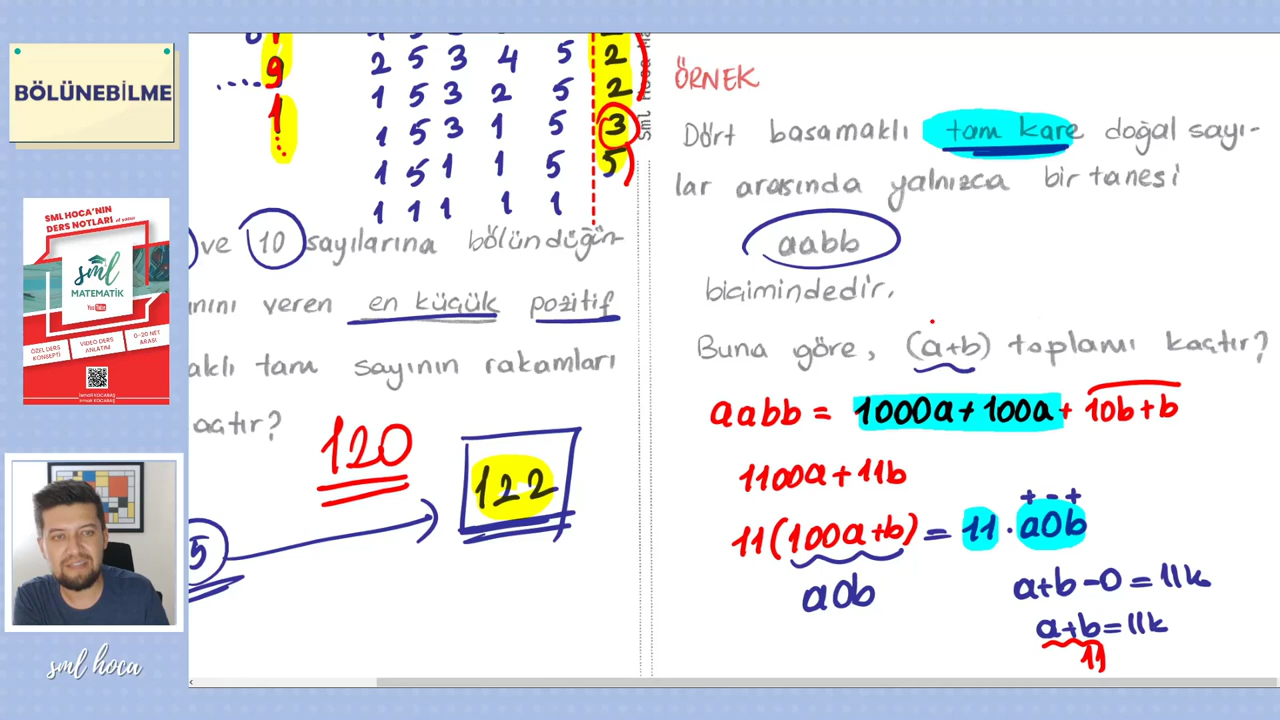 BÖLÜNEBİLME
SML HOCA'NIN
DERS NOTLARI
sml
MATEMATİK
YouTube
ÖZEL DERS
KONSEPTİ
VİDEO DERS
ANLATIM
0-20 NET
ARASI
sml hoca
9
2 5 3 4 5 2
1 5 3 2 5 2
1 5 3 1 5 3
1 5 1 1 5 5
1 1 1 1 1
ve 10 sayılarına bölündüğün-
nını veren en küçük pozitif
aklı tam sayının rakamları
açtır?
120
122
5
ÖRNEK
Dört basamaklı tam kare doğal sayı-
lar arasında yalnızca bir tanesi
aabb
biçimindedir.
Buna göre, (a+b) toplamı kaçtır?
aabb = 1000a + 100a + 10b + b
1100a + 11b
11(100a+b) = 11 · a0b
+ - +
a0b
a+b-0 = 11k
a+b = 11k
11